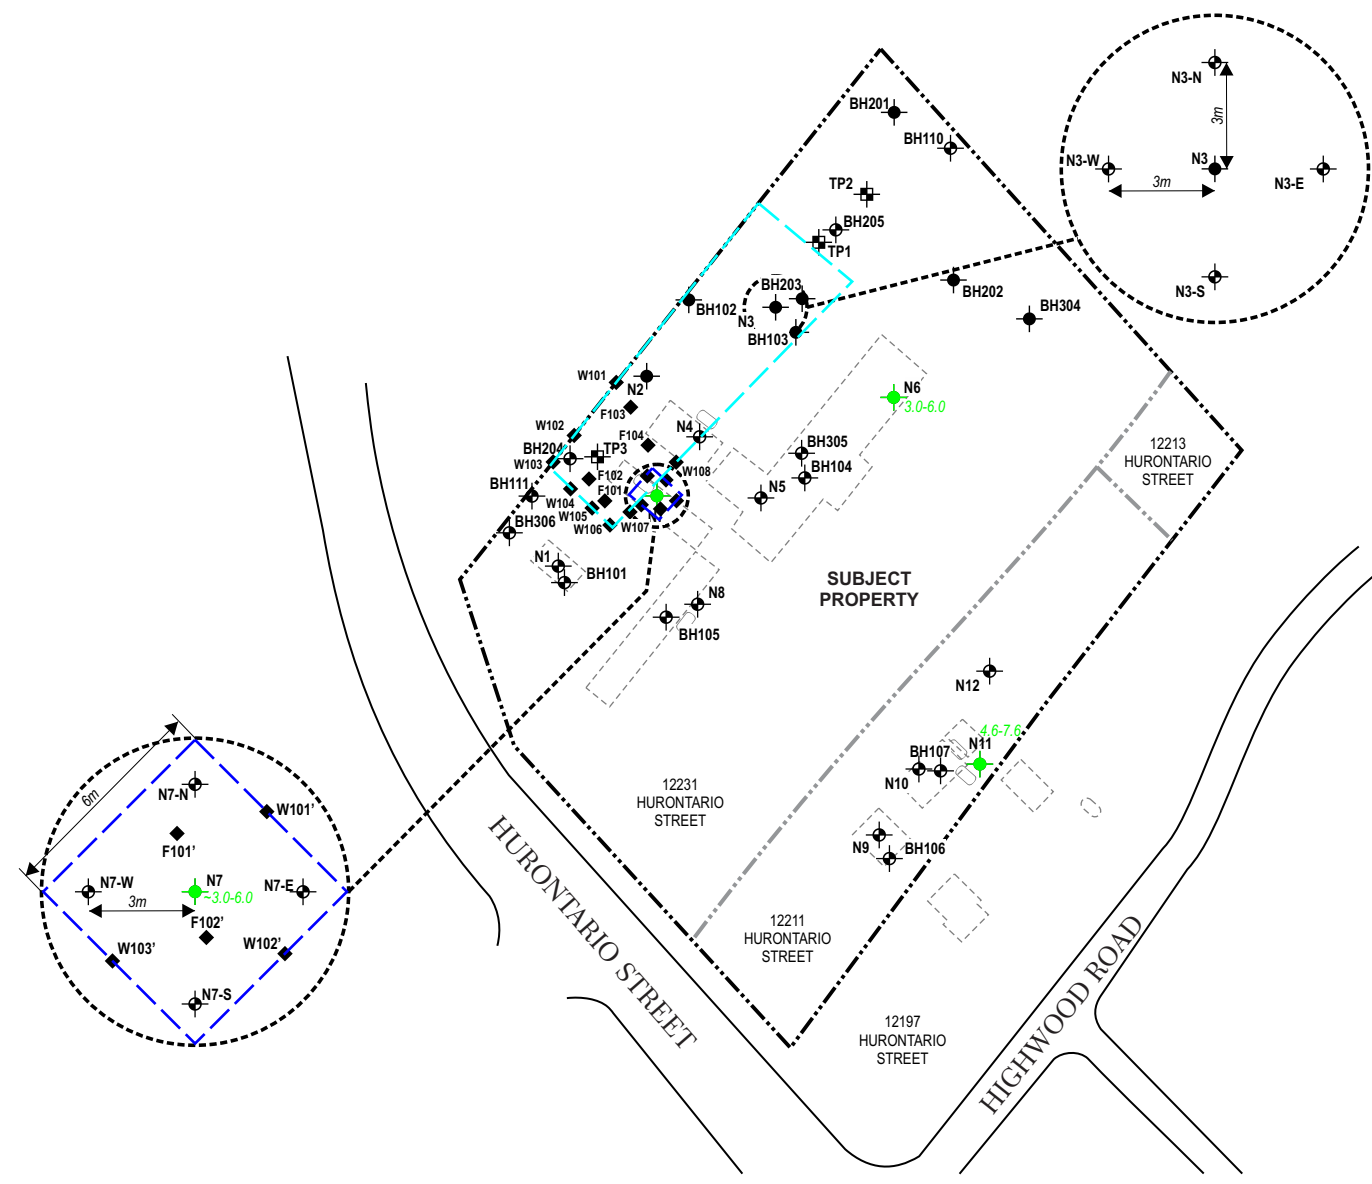 BH201
BH110
TP2
BH205
TP1
N3-N
3m
N3-W
N3
3m
N3-E
N3-S
BH203
BH202
BH102
N3
BH304
BH103
W101
N2
F103
N6
3.0-6.0
W102
F104
N4
BH204
TP3
BH305
W103
W108
F102
BH104
BH111
F101
N5
W104
W105
W107
BH306
W106
N1
BH101
N8
BH105
SUBJECT
PROPERTY
12213
HURONTARIO
STREET
N12
4.6-7.6
N11
BH107
N10
12231
HURONTARIO
STREET
N9
BH106
6m
N7-N
W101'
F101'
N7-W
N7
~3.0-6.0
N7-E
3m
F102'
W103'
W102'
N7-S
HURONTARIO STREET
12211
HURONTARIO
STREET
HIGHWOOD ROAD
12197
HURONTARIO
STREET